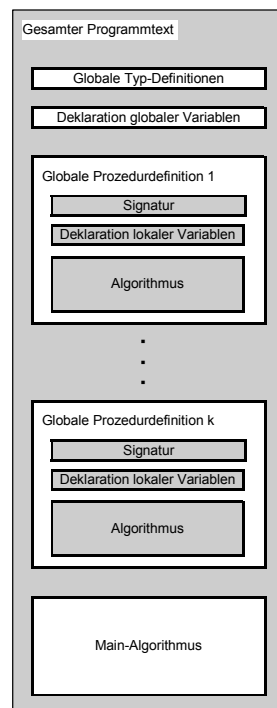 Gesamter Programmtext
Globale Typ-Definitionen
Deklaration globaler Variablen
Globale Prozedurdefinition 1
Signatur
Deklaration lokaler Variablen
Algorithmus
.
.
.
Globale Prozedurdefinition k
Signatur
Deklaration lokaler Variablen
Algorithmus
Main-Algorithmus